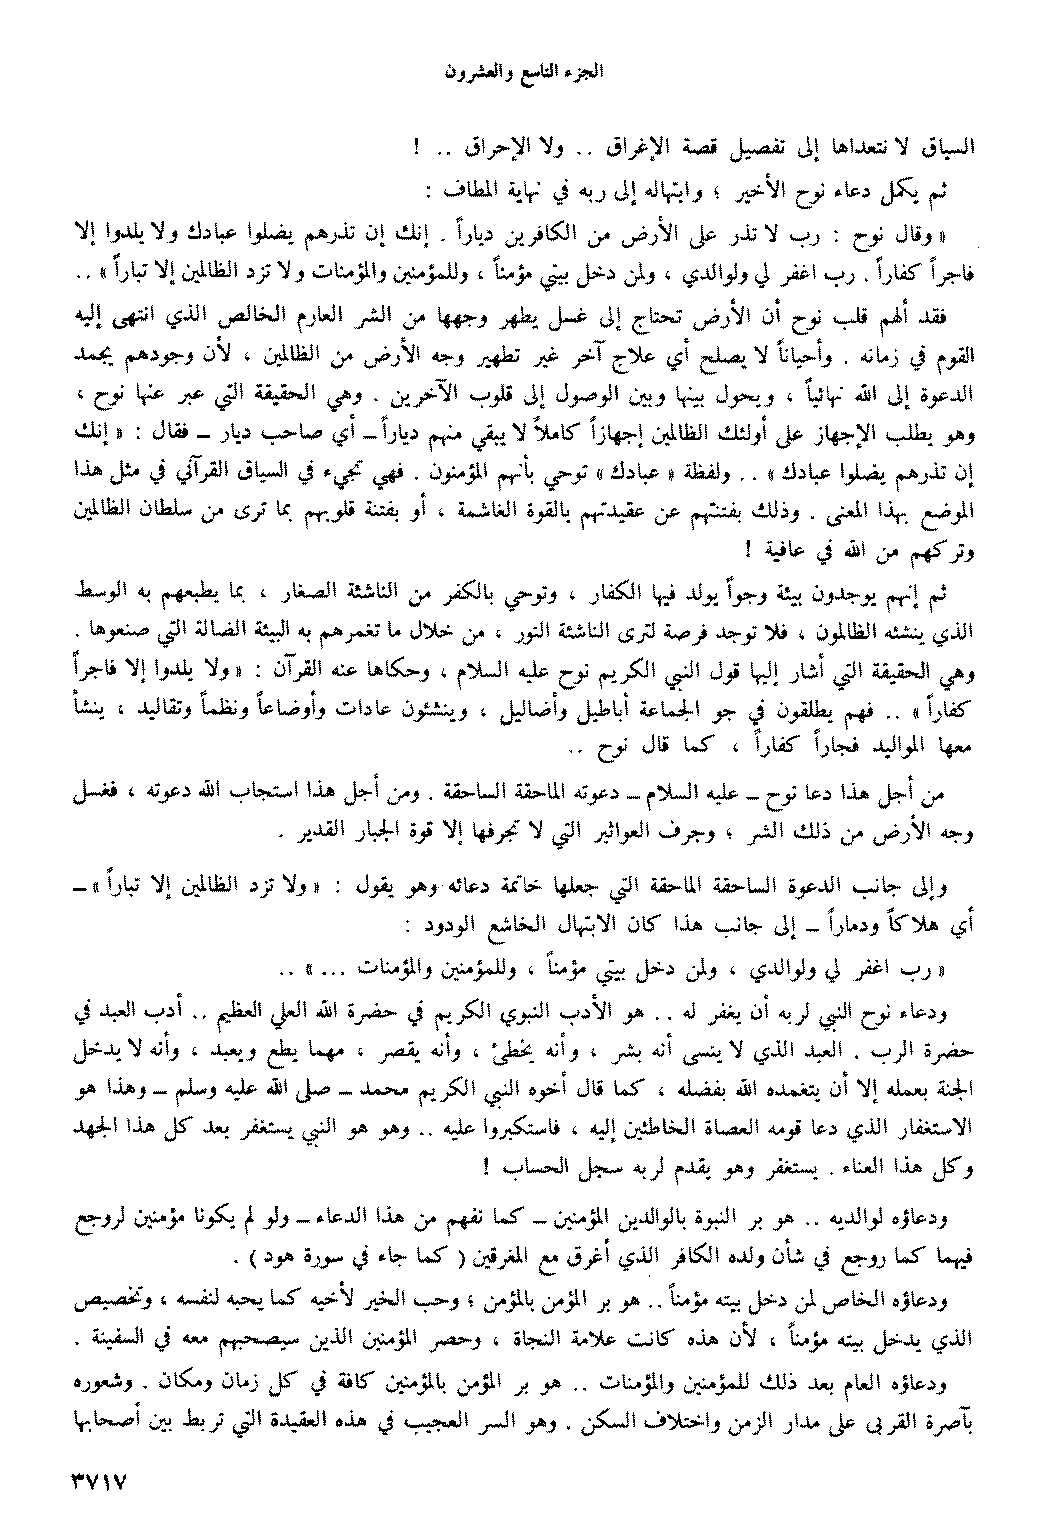 الجزء التاسع والعشرون
السياق لا نتعداها إلى تفصيل قصة الإغراق .. ولا الإحراق .. !
ثم يكمل دعاء نوح الأخير ؛ وابتهاله إلى ربه في نهاية المطاف :
« وقال نوح : رب لا تذر على الأرض من الكافرين دياراً . إنك إن تذرهم يضلوا عبادك ولا يلدوا إلا
فاجراً كفاراً . رب اغفر لي ولوالدي ، ولمن دخل بيتي مؤمناً ، وللمؤمنين والمؤمنات ولا تزد الظالمين إلا تباراً » ..
فقد ألهم قلب نوح أن الأرض تحتاج إلى غسل يطهر وجهها من الشر العارم الخالص الذي انتهى إليه
القوم في زمانه . وأحياناً لا يصلح أي علاج آخر غير تطهير وجه الأرض من الظالمين ، لأن وجودهم يجمد
الدعوة إلى الله نهائياً ، ويحول بينها وبين الوصول إلى قلوب الآخرين . وهي الحقيقة التي عبر عنها نوح ،
وهو يطلب الإجهاز على أولئك الظالمين إجهازاً كاملاً لا يبقي منهم دياراً – أي صاحب ديار – فقال : « إنك
إن تذرهم يضلوا عبادك » .. ولفظة « عبادك » توحي بأنهم المؤمنون . فهي تجيء في السياق القرآني في مثل هذا
الموضع بهذا المعنى . وذلك بفتنتهم عن عقيدتهم بالقوة الغاشمة ، أو بفتنة قلوبهم بما ترى من سلطان الظالمين
وتركهم من الله في عافية !
ثم إنهم يوجدون بيئة وجواً يولد فيها الكفار ، وتوحي بالكفر من الناشئة الصغار ، بما يطبعهم به الوسط
الذي ينشئه الظالمون ، فلا توجد فرصة لترى الناشئة النور ، من خلال ما تغمرهم به البيئة الضالة التي صنعوها .
وهي الحقيقة التي أشار إليها قول النبي الكريم نوح عليه السلام ، وحكاها عنه القرآن : « ولا يلدوا إلا فاجراً
كفاراً » .. فهم يطلقون في جو الجماعة أباطيل وأضاليل ، وينشئون عادات وأوضاعاً ونظماً وتقاليد ، ينشأ
معها المواليد فجاراً كفاراً ، كما قال نوح ..
من أجل هذا دعا نوح – عليه السلام – دعوته الماحقة الساحقة . ومن أجل هذا استجاب الله دعوته ، فغسل
وجه الأرض من ذلك الشر ؛ وجرف العواثير التي لا تجرفها إلا قوة الجبار القدير .
وإلى جانب الدعوة الساحقة الماحقة التي جعلها خاتمة دعائه وهو يقول : « ولا تزد الظالمين إلا تباراً » –
أي هلاكاً ودماراً – إلى جانب هذا كان الابتهال الخاشع الودود :
« رب اغفر لي ولوالدي ، ولمن دخل بيتي مؤمناً ، وللمؤمنين والمؤمنات ... » ..
ودعاء نوح النبي لربه أن يغفر له .. هو الأدب النبوي الكريم في حضرة الله العلي العظيم .. أدب العبد في
حضرة الرب . العبد الذي لا ينسى أنه بشر ، وأنه يخطئ ، وأنه يقصر ، مهما يطع ويعبد ، وأنه لا يدخل
الجنة بعمله إلا أن يتغمده الله بفضله ، كما قال أخوه النبي الكريم محمد – صلى الله عليه وسلم – وهذا هو
الاستغفار الذي دعا قومه العصاة الخاطئين إليه ، فاستكبروا عليه .. وهو هو النبي يستغفر بعد كل هذا الجهد
وكل هذا العناء . يستغفر وهو يقدم لربه سجل الحساب !
ودعاؤه لوالديه .. هو بر النبوة بالوالدين المؤمنين – كما نفهم من هذا الدعاء – ولو لم يكونا مؤمنين لروجع
فيهما كما روجع في شأن ولده الكافر الذي أغرق مع المغرقين ( كما جاء في سورة هود ) .
ودعاؤه الخاص لمن دخل بيته مؤمناً .. هو بر المؤمن بالمؤمن ؛ وحب الخير لأخيه كما يحبه لنفسه ، وتخصيص
الذي يدخل بيته مؤمناً ، لأن هذه كانت علامة النجاة ، وحصر المؤمنين الذين سيصحبهم معه في السفينة .
ودعاؤه العام بعد ذلك للمؤمنين والمؤمنات .. هو بر المؤمن بالمؤمنين كافة في كل زمان ومكان . وشعوره
بآصرة القربى على مدار الزمن واختلاف السكن . وهو السر العجيب في هذه العقيدة التي تربط بين أصحابها
٣٧١٧